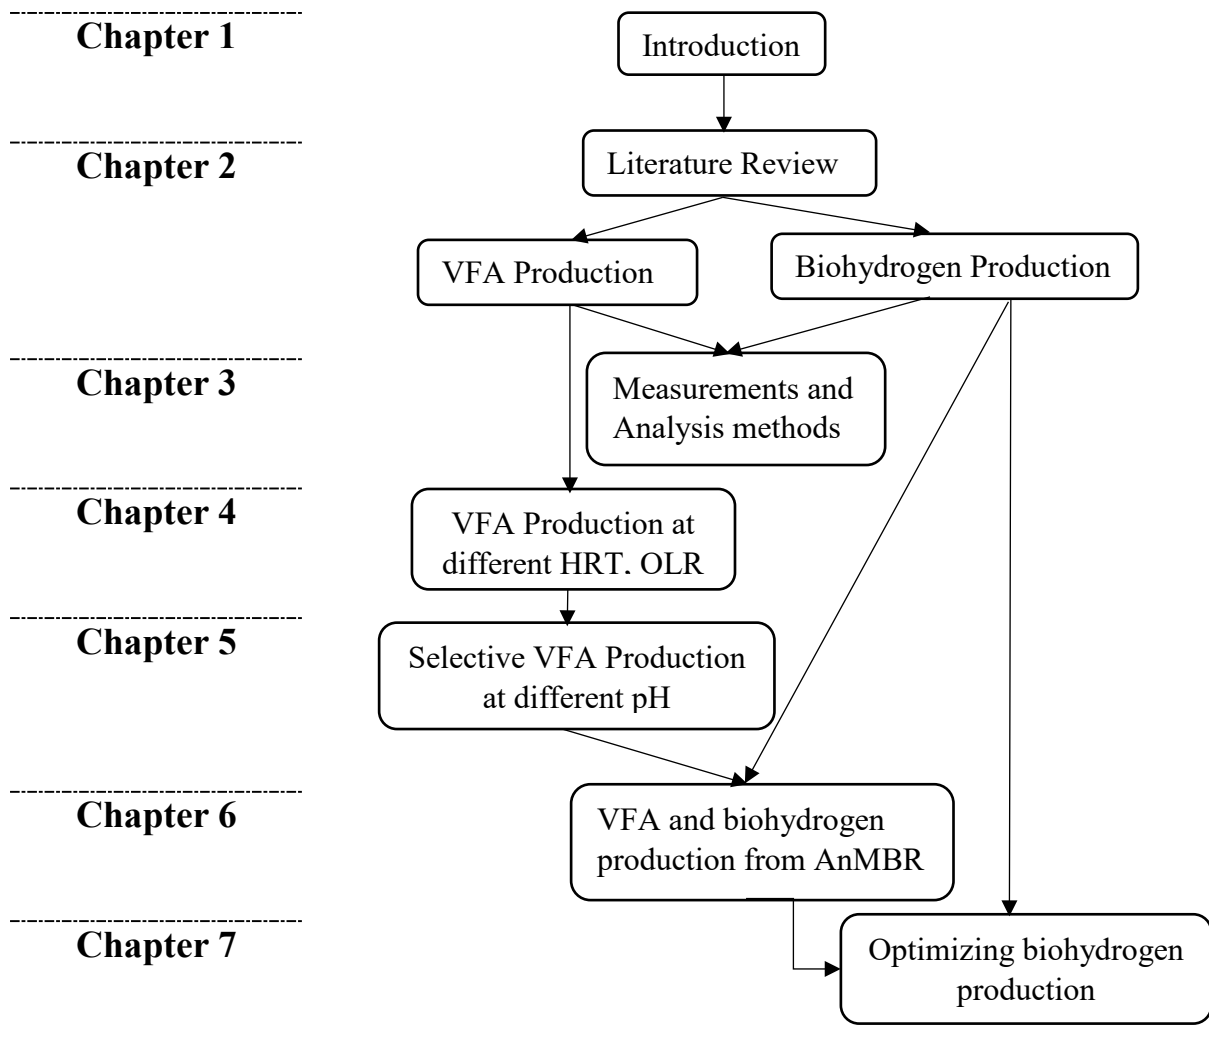 Chapter 1
Introduction
Chapter 2
Literature Review
VFA Production
Biohydrogen Production
Chapter 3
Measurements and
Analysis methods
Chapter 4
VFA Production at
different HRT, OLR
Chapter 5
Selective VFA Production
at different pH
Chapter 6
VFA and biohydrogen
production from AnMBR
Chapter 7
Optimizing biohydrogen
production